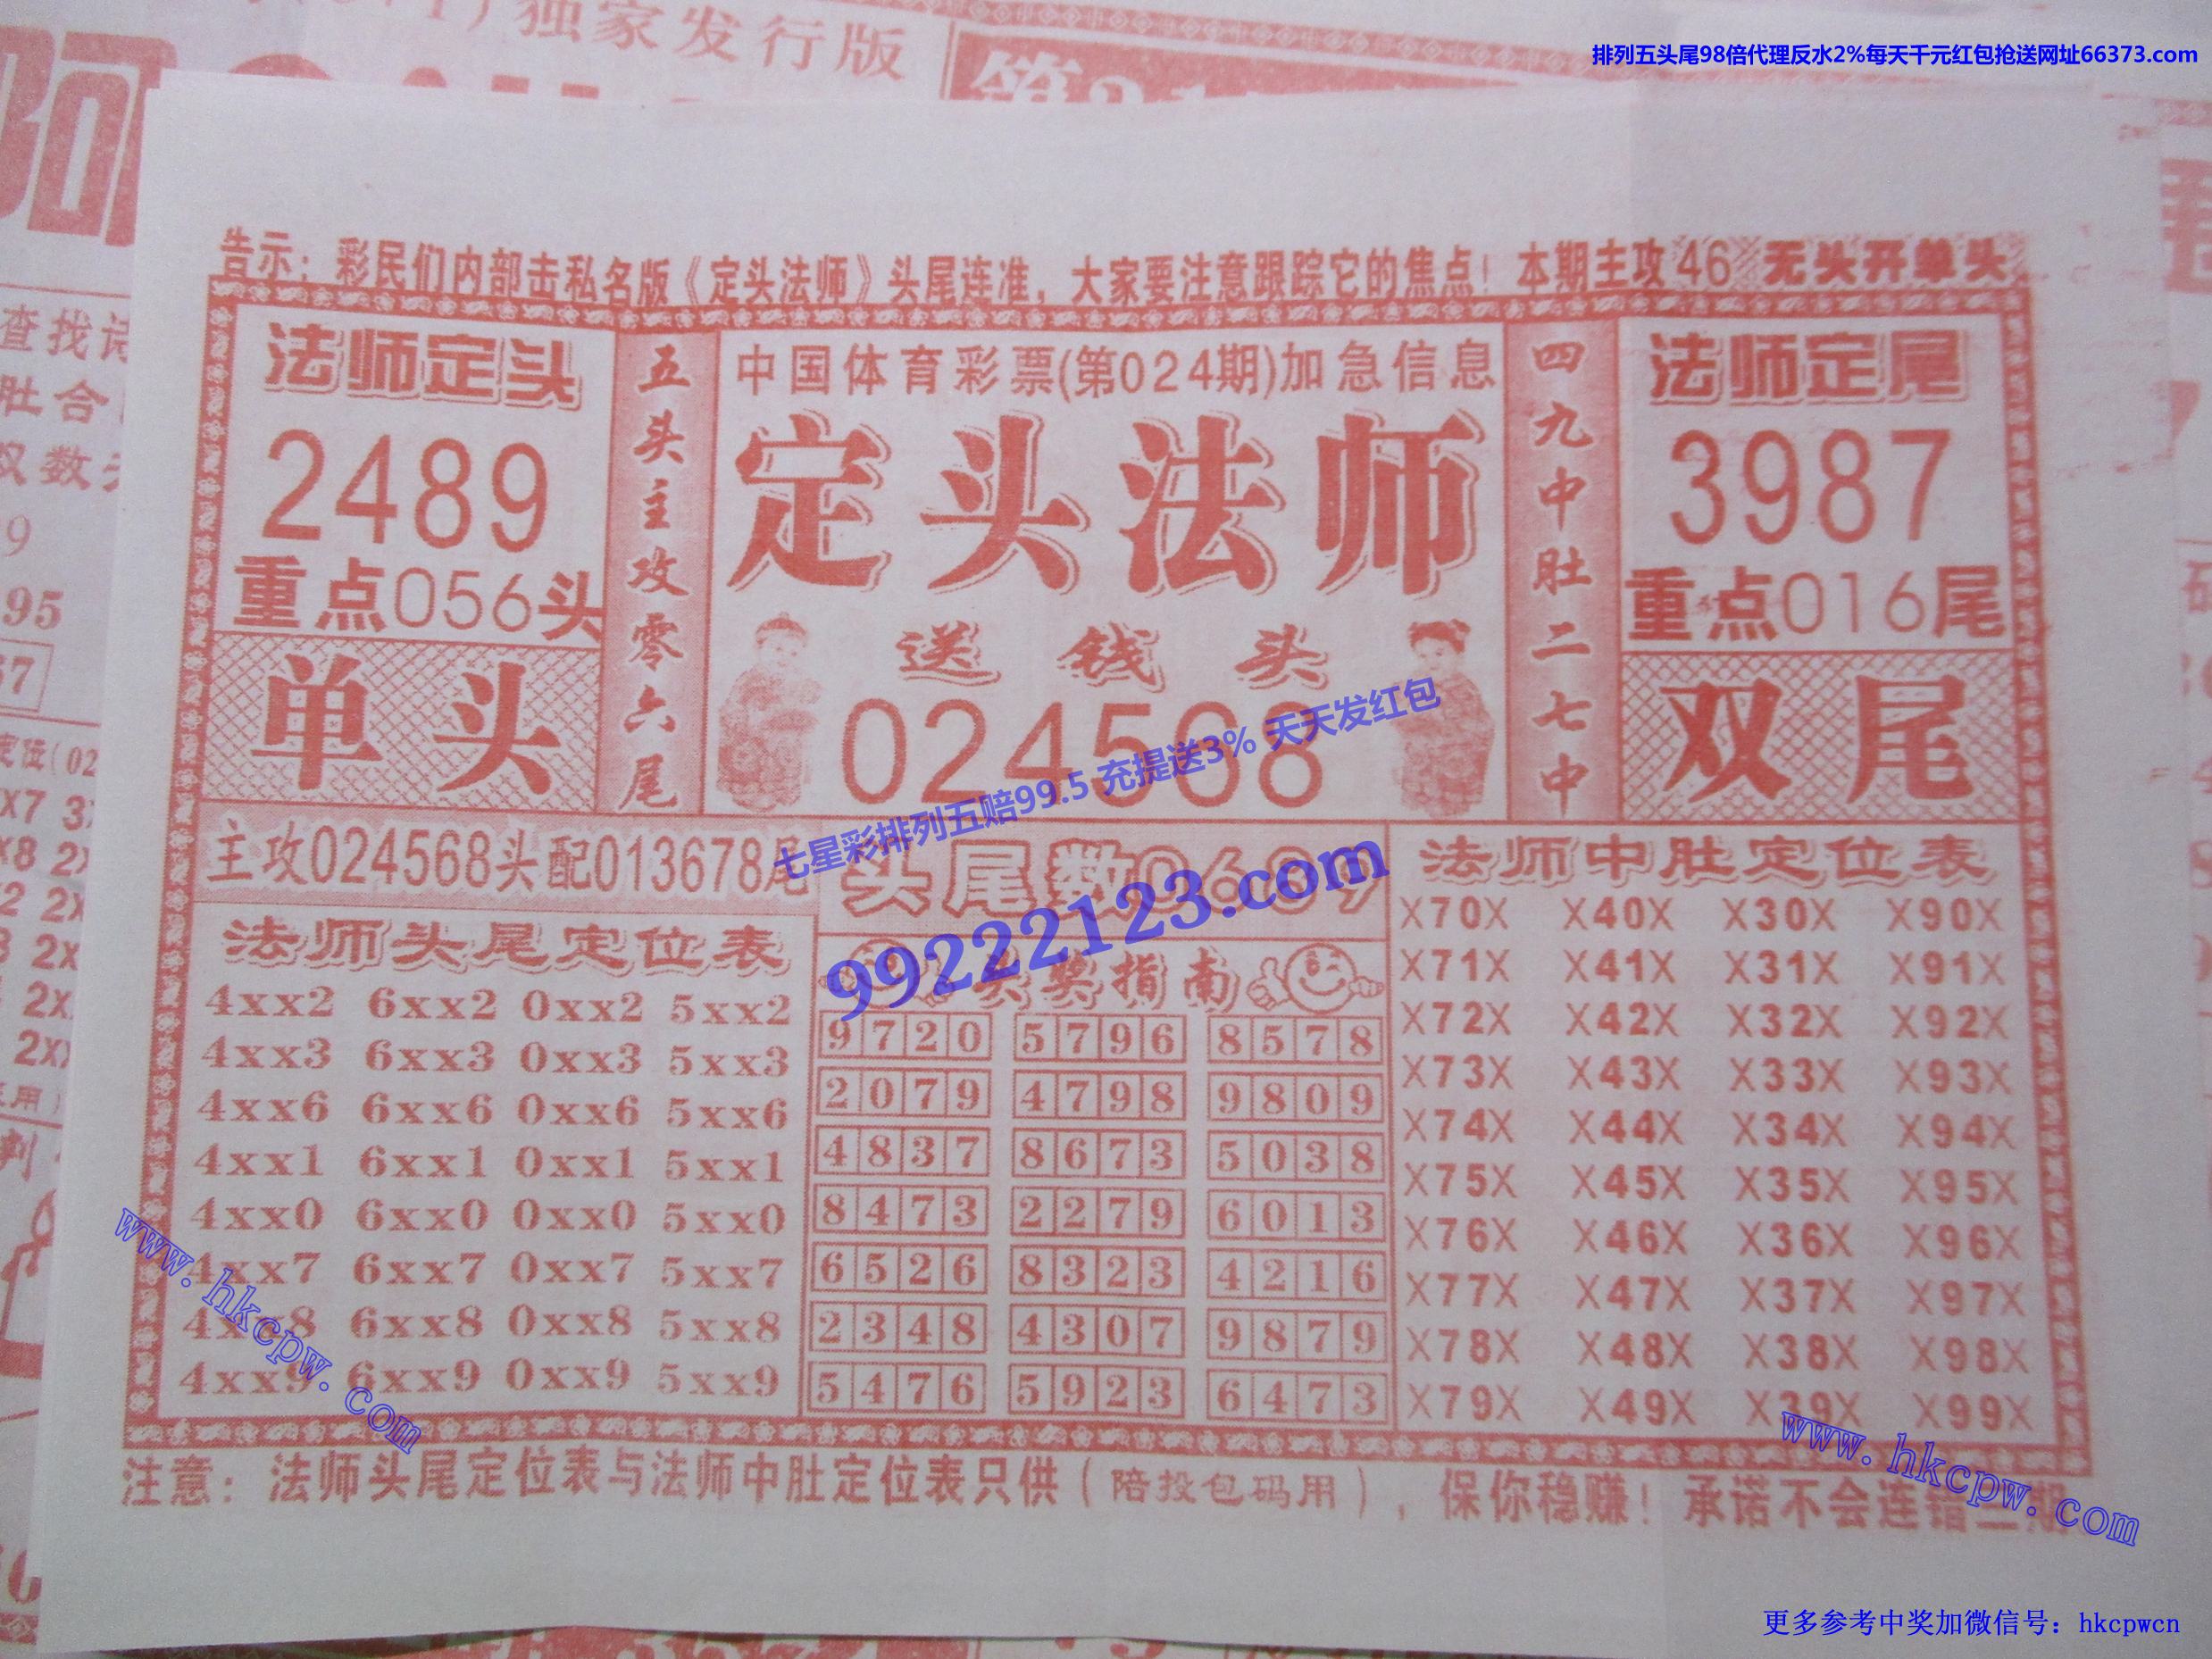 独家发行版
排列五头尾98倍代理反水2%每天千元红包抢送网址66373.com
告示：彩民们内部击私名版《定头法师》头尾连准，大家要注意跟踪它的焦点！本期主攻46 无头开单头
法师定头
2489
重点056头
单头
五头主攻零六尾
中国体育彩票(第024期)加急信息
定头法师
送钱头
024568
四九中肚二七中
法师定尾
3987
重点016尾
双尾
七星彩排列五赔99.5 充提送3% 天天发红包
99222123.com
主攻024568头配013678尾
法师头尾定位表
4xx2 6xx2 0xx2 5xx2
4xx3 6xx3 0xx3 5xx3
4xx6 6xx6 0xx6 5xx6
4xx1 6xx1 0xx1 5xx1
4xx0 6xx0 0xx0 5xx0
4xx7 6xx7 0xx7 5xx7
4xx8 6xx8 0xx8 5xx8
4xx9 6xx9 0xx9 5xx9
头尾数0689
头奖指南
9720 5796 8578
2079 4798 9809
4837 8673 5038
8473 2279 6013
6526 8323 4216
2348 4307 9879
5476 5923 6473
法师中肚定位表
X70X X40X X30X X90X
X71X X41X X31X X91X
X72X X42X X32X X92X
X73X X43X X33X X93X
X74X X44X X34X X94X
X75X X45X X35X X95X
X76X X46X X36X X96X
X77X X47X X37X X97X
X78X X48X X38X X98X
X79X X49X X39X X99X
www.hkcpw.com
www.hkcpw.com
注意：法师头尾定位表与法师中肚定位表只供（陪投包码用），保你稳赚！承诺不会连错三期
更多参考中奖加微信号：hkcpwcn